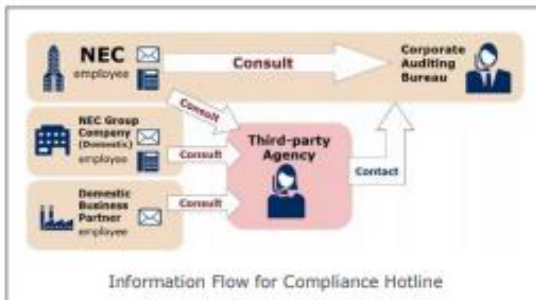 NEC
employee
Consult
Corporate
Auditing
Bureau
Consult
NEC Group
Company
(Domestic)
employee
Consult
Third-party
Agency
Contact
Domestic
Business
Partner
employee
Consult
Information Flow for Compliance Hotline